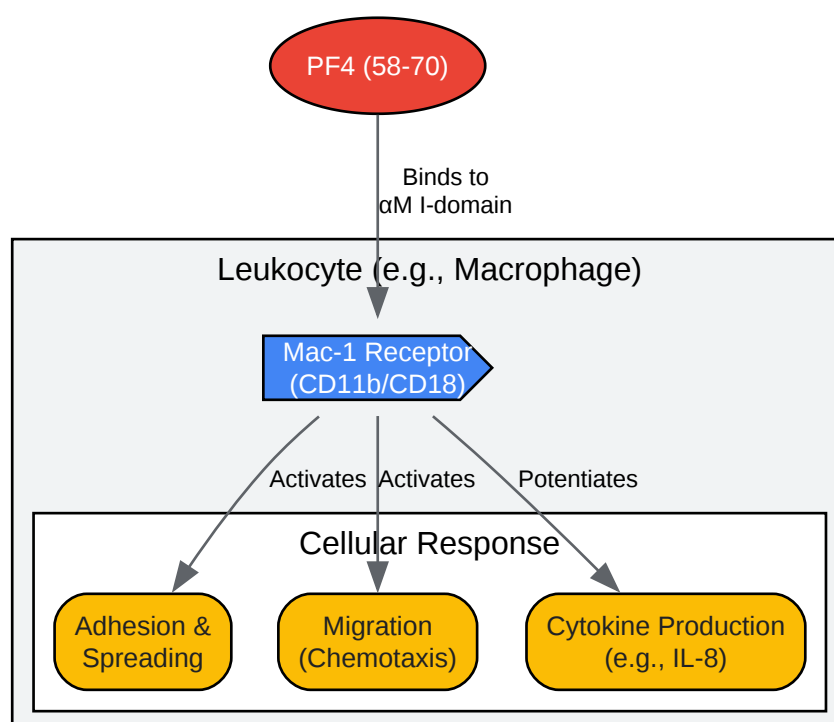 PF4 (58-70)
Binds to
αM I-domain
Leukocyte (e.g., Macrophage)
Mac-1 Receptor
(CD11b/CD18)
Activates
Activates
Potentiates
Cellular Response
Adhesion &
Spreading
Migration
(Chemotaxis)
Cytokine Production
(e.g., IL-8)